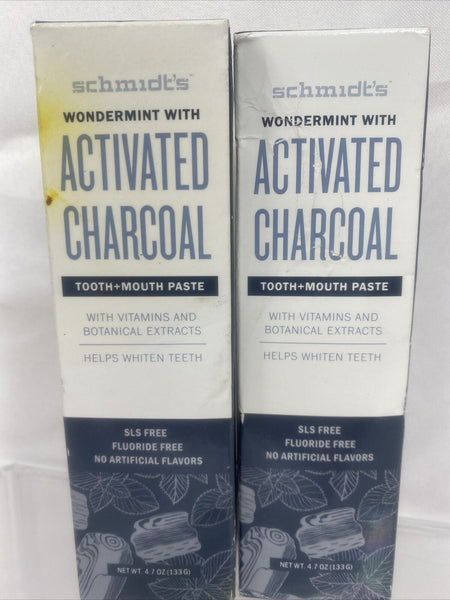 schmidt's™
WONDERMINT WITH
ACTIVATED
CHARCOAL
TOOTH+MOUTH PASTE
WITH VITAMINS AND
BOTANICAL EXTRACTS
HELPS WHITEN TEETH
SLS FREE
FLUORIDE FREE
NO ARTIFICIAL FLAVORS
NET WT. 4.7 OZ (133G)
schmidt's™
WONDERMINT WITH
ACTIVATED
CHARCOAL
TOOTH+MOUTH PASTE
WITH VITAMINS AND
BOTANICAL EXTRACTS
HELPS WHITEN TEETH
SLS FREE
FLUORIDE FREE
NO ARTIFICIAL FLAVORS
NET WT. 4.7 OZ (133G)